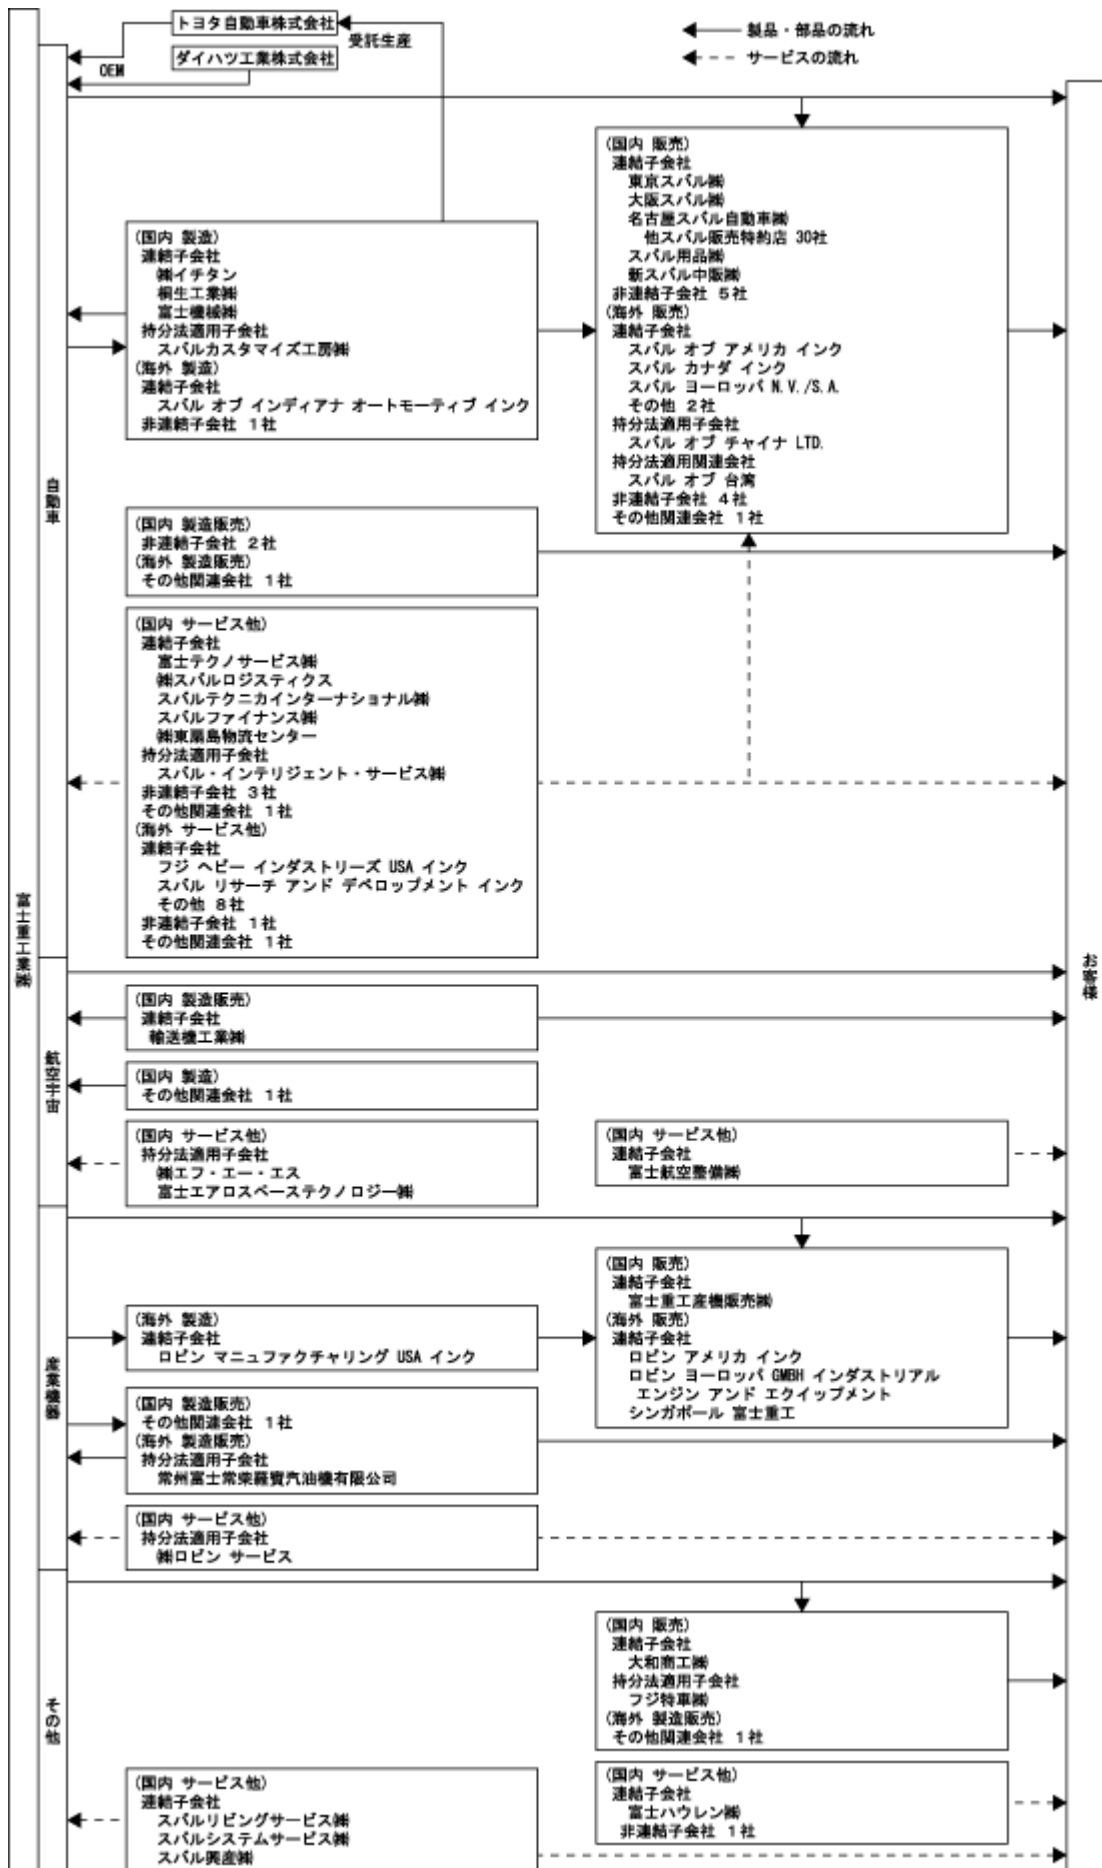 トヨタ自動車株式会社
受託生産
ダイハツ工業株式会社
OEM
製品・部品の流れ
サービスの流れ
富士重工業㈱
お客様
自動車
(国内 製造)
連結子会社
㈱イチタン
桐生工業㈱
富士機械㈱
持分法適用子会社
スバルカスタマイズ工房㈱
(海外 製造)
連結子会社
スバル オブ インディアナ オートモーティブ インク
非連結子会社 1社
(国内 販売)
連結子会社
東京スバル㈱
大阪スバル㈱
名古屋スバル自動車㈱
他スバル販売特約店 30社
スバル用品㈱
新スバル中販㈱
非連結子会社 5社
(海外 販売)
連結子会社
スバル オブ アメリカ インク
スバル カナダ インク
スバル ヨーロッパ N.V./S.A.
その他 2社
持分法適用子会社
スバル オブ チャイナ LTD.
持分法適用関連会社
スバル オブ 台湾
非連結子会社 4社
その他関連会社 1社
(国内 製造販売)
非連結子会社 2社
(海外 製造販売)
その他関連会社 1社
(国内 サービス他)
連結子会社
富士テクノサービス㈱
㈱スバルロジスティクス
スバルテクニカインターナショナル㈱
スバルファイナンス㈱
㈱東扇島物流センター
持分法適用子会社
スバル・インテリジェント・サービス㈱
非連結子会社 3社
その他関連会社 1社
(海外 サービス他)
連結子会社
フジ ヘビー インダストリーズ USA インク
スバル リサーチ アンド デベロップメント インク
その他 8社
非連結子会社 1社
その他関連会社 1社
航空宇宙
(国内 製造販売)
連結子会社
輸送機工業㈱
(国内 製造)
その他関連会社 1社
(国内 サービス他)
持分法適用子会社
㈱エフ・エー・エス
富士エアロスペーステクノロジー㈱
(国内 サービス他)
連結子会社
富士航空整備㈱
産業機器
(海外 製造)
連結子会社
ロビン マニュファクチャリング USA インク
(国内 販売)
連結子会社
富士重工産機販売㈱
(海外 販売)
連結子会社
ロビン アメリカ インク
ロビン ヨーロッパ GMBH インダストリアル
エンジン アンド エクイップメント
シンガポール 富士重工
(国内 製造販売)
その他関連会社 1社
(海外 製造販売)
持分法適用子会社
常州富士常柴羅賓汽油機有限公司
(国内 サービス他)
持分法適用子会社
㈱ロビン サービス
その他
(国内 販売)
連結子会社
大和商工㈱
持分法適用子会社
フジ特車㈱
(海外 製造販売)
その他関連会社 1社
(国内 サービス他)
連結子会社
スバルリビングサービス㈱
スバルシステムサービス㈱
スバル興産㈱
(国内 サービス他)
連結子会社
富士ハウレン㈱
非連結子会社 1社